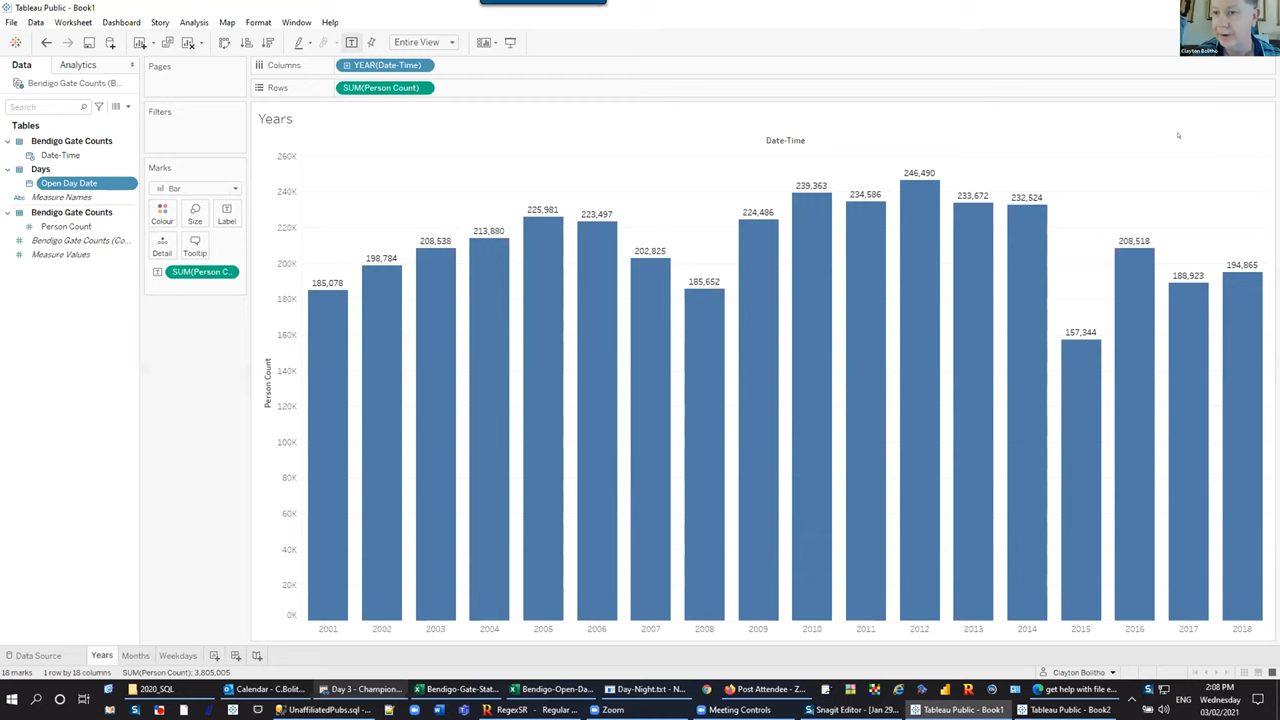 Tableau Public - Book1
File Data Worksheet Dashboard Story Analysis Map Format Window Help
Entire View
Clayton Bolitho
Data Analytics
Pages
Columns YEAR(Date-Time)
Bendigo Gate Counts (B...
Rows SUM(Person Count)
Search
Filters
Tables
Bendigo Gate Counts
Date-Time
Days
Open Day Date
Abc Measure Names
Bendigo Gate Counts
Person Count
Bendigo Gate Counts (Co...
Measure Values
Marks
Bar
Colour Size Label
Detail Tooltip
SUM(Person C..
Years
Date-Time
Person Count
260K
240K
220K
200K
180K
160K
140K
120K
100K
80K
60K
40K
20K
0K
185,078
198,784
208,538
213,880
225,981
223,497
202,825
185,652
224,486
239,363
234,586
246,490
233,672
232,524
157,344
208,518
188,923
194,865
2001 2002 2003 2004 2005 2006 2007 2008 2009 2010 2011 2012 2013 2014 2015 2016 2017 2018
Data Source Years Months Weekdays
18 marks 1 row by 18 columns SUM(Person Count): 3,805,005
Clayton Bolitho
2020_SQL
Calendar - C.Bolit...
Day 3 - Champion...
Bendigo-Gate-Stat...
Bendigo-Open-Da...
Day-Night.txt - N...
Post Attendee - Z...
get help with file e...
2:08 PM
UnaffiliatedPubs.sql -...
RegexSR - Regular ...
Zoom
Meeting Controls
Snagit Editor - [Jan 29...
Tableau Public - Book1
Tableau Public - Book2
ENG
Wednesday
03/02/2021